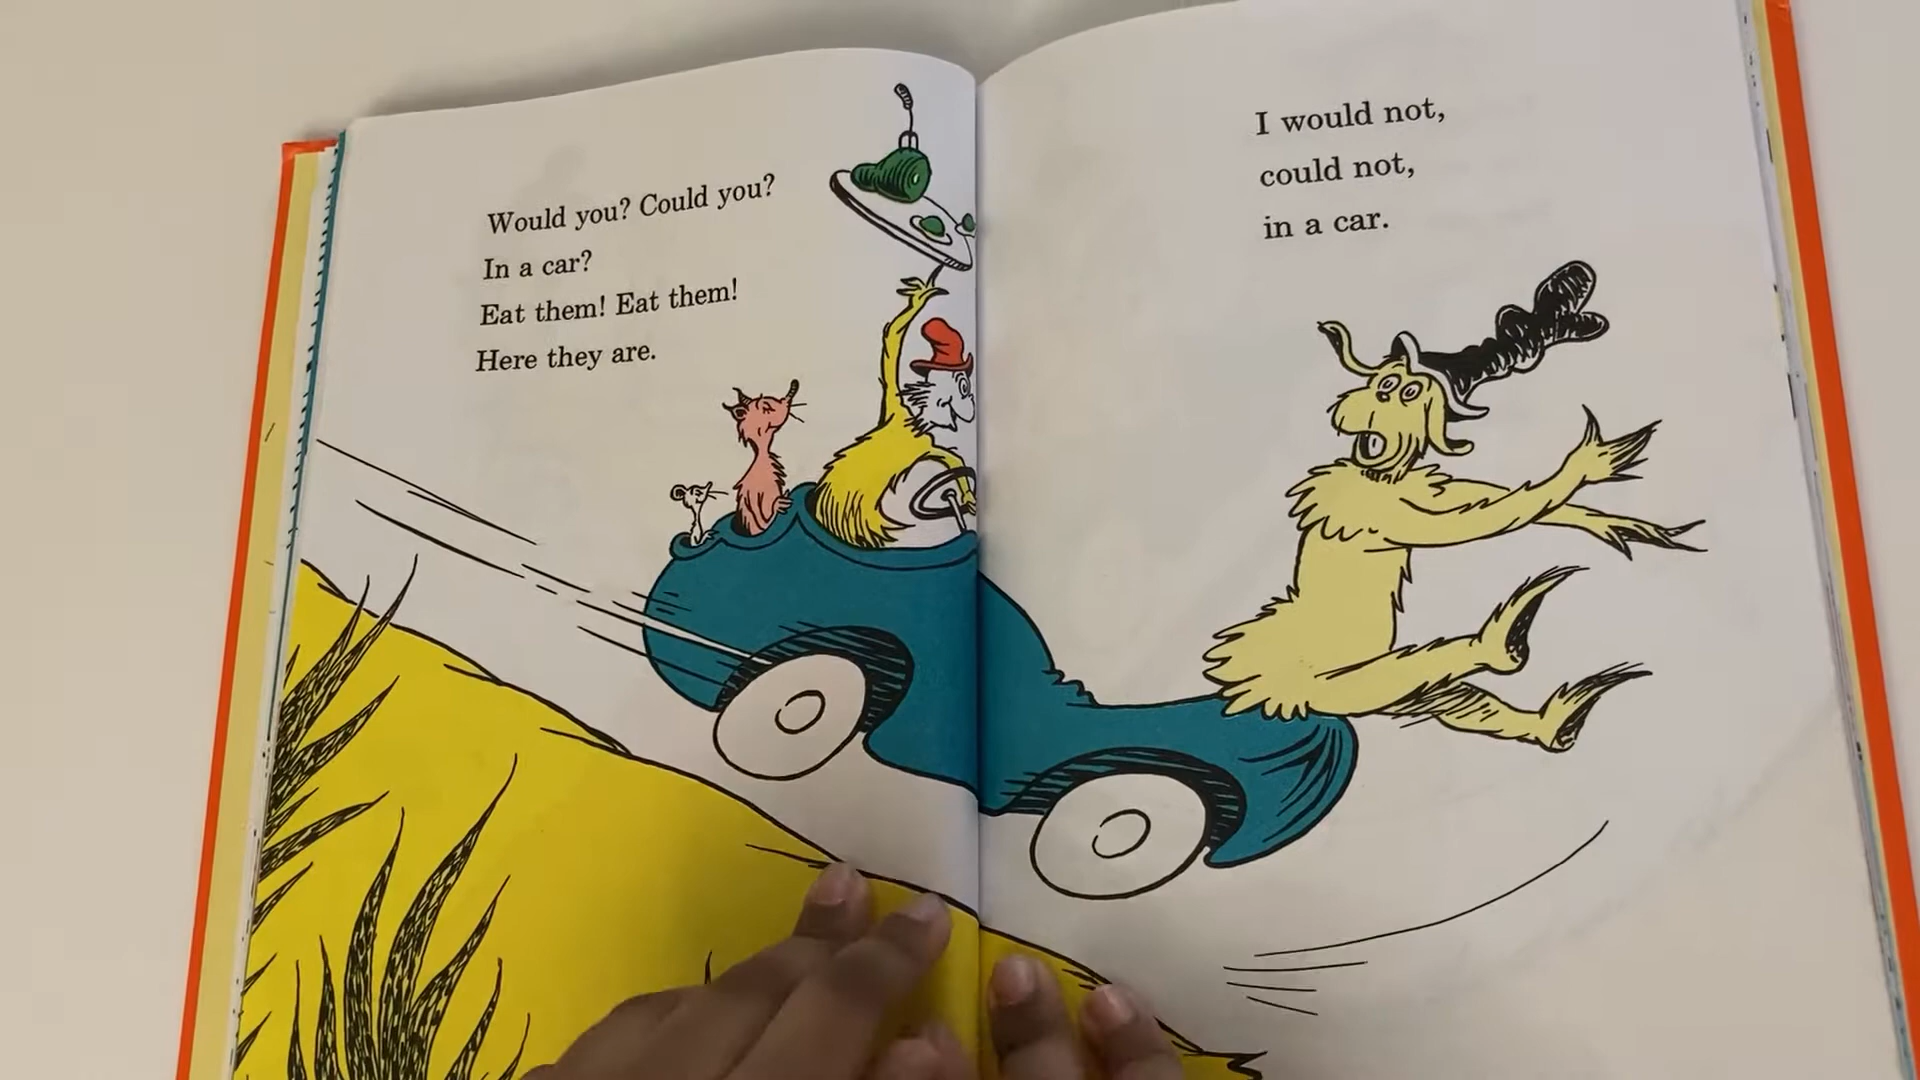 Would you? Could you?
In a car?
Eat them! Eat them!
Here they are.
I would not,
could not,
in a car.